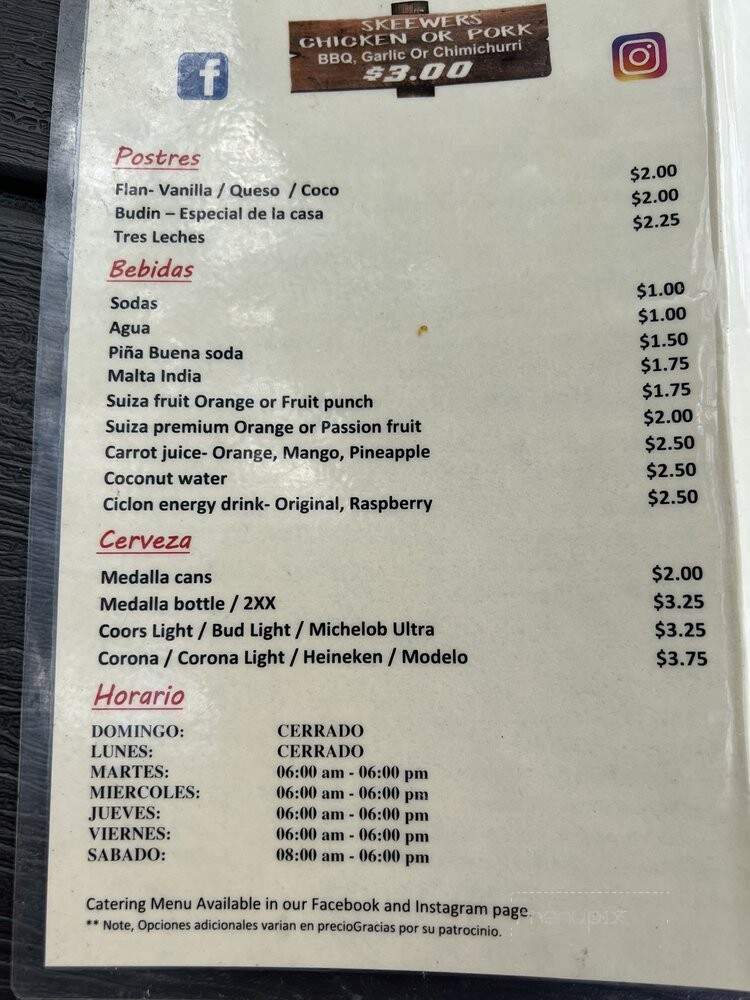 SKEEWERS
CHICKEN OR PORK
BBQ, Garlic Or Chimichurri
$3.00
Postres
Flan- Vanilla / Queso / Coco $2.00
Budin – Especial de la casa $2.00
Tres Leches $2.25
Bebidas
Sodas $1.00
Agua $1.00
Piña Buena soda $1.50
Malta India $1.75
Suiza fruit Orange or Fruit punch $1.75
Suiza premium Orange or Passion fruit $2.00
Carrot juice- Orange, Mango, Pineapple $2.50
Coconut water $2.50
Ciclon energy drink- Original, Raspberry $2.50
Cerveza
Medalla cans $2.00
Medalla bottle / 2XX $3.25
Coors Light / Bud Light / Michelob Ultra $3.25
Corona / Corona Light / Heineken / Modelo $3.75
Horario
DOMINGO: CERRADO
LUNES: CERRADO
MARTES: 06:00 am - 06:00 pm
MIERCOLES: 06:00 am - 06:00 pm
JUEVES: 06:00 am - 06:00 pm
VIERNES: 06:00 am - 06:00 pm
SABADO: 08:00 am - 06:00 pm
Catering Menu Available in our Facebook and Instagram page.
** Note, Opciones adicionales varian en precioGracias por su patrocinio.